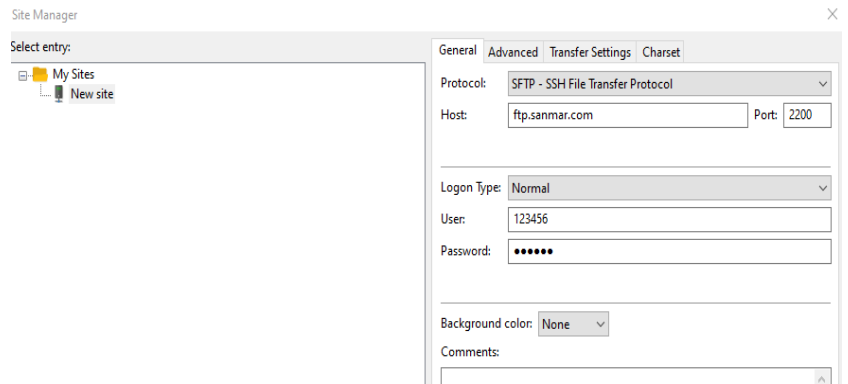 Site Manager
Select entry:
My Sites
New site
General Advanced Transfer Settings Charset
Protocol: SFTP - SSH File Transfer Protocol
Host: ftp.sanmar.com Port: 2200
Logon Type: Normal
User: 123456
Password: ••••••
Background color: None
Comments: